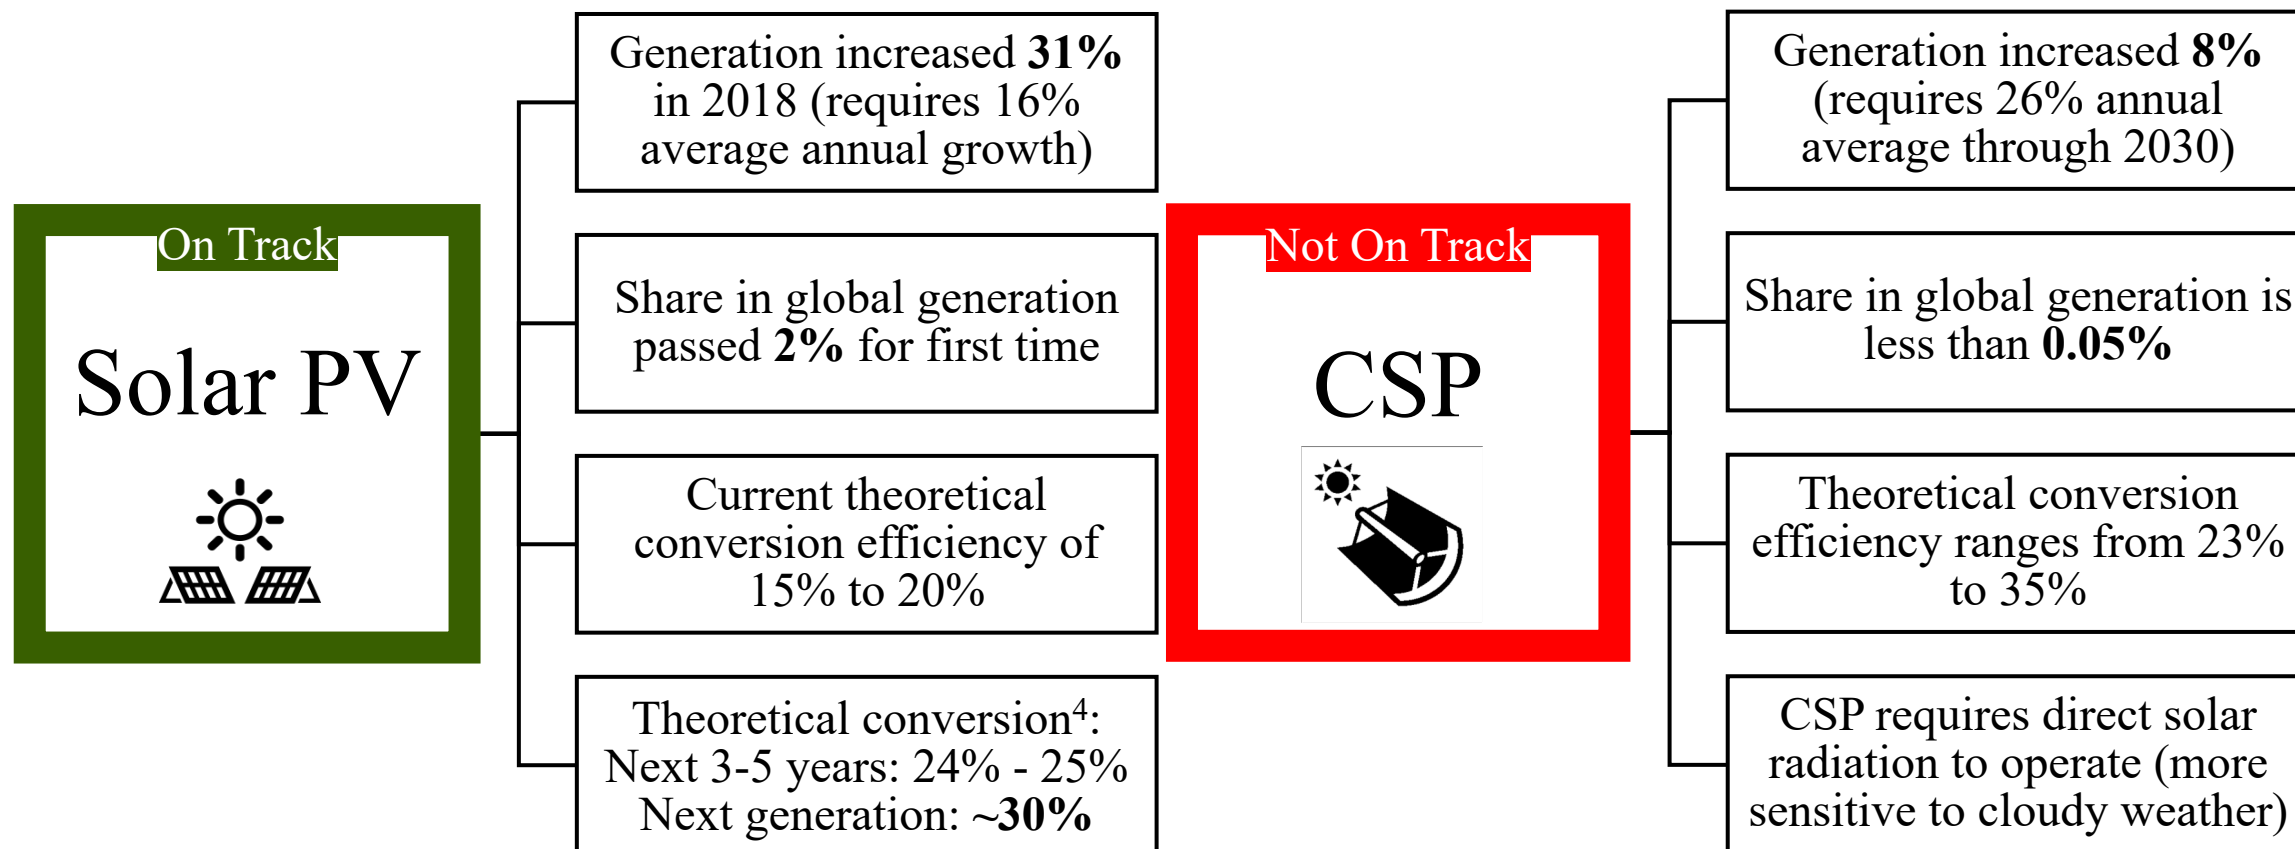 On Track
Solar PV
Generation increased 31%
in 2018 (requires 16%
average annual growth)
Share in global generation
passed 2% for first time
Current theoretical
conversion efficiency of
15% to 20%
Theoretical conversion⁴:
Next 3-5 years: 24% - 25%
Next generation: ~30%
Not On Track
CSP
Generation increased 8%
(requires 26% annual
average through 2030)
Share in global generation is
less than 0.05%
Theoretical conversion
efficiency ranges from 23%
to 35%
CSP requires direct solar
radiation to operate (more
sensitive to cloudy weather)